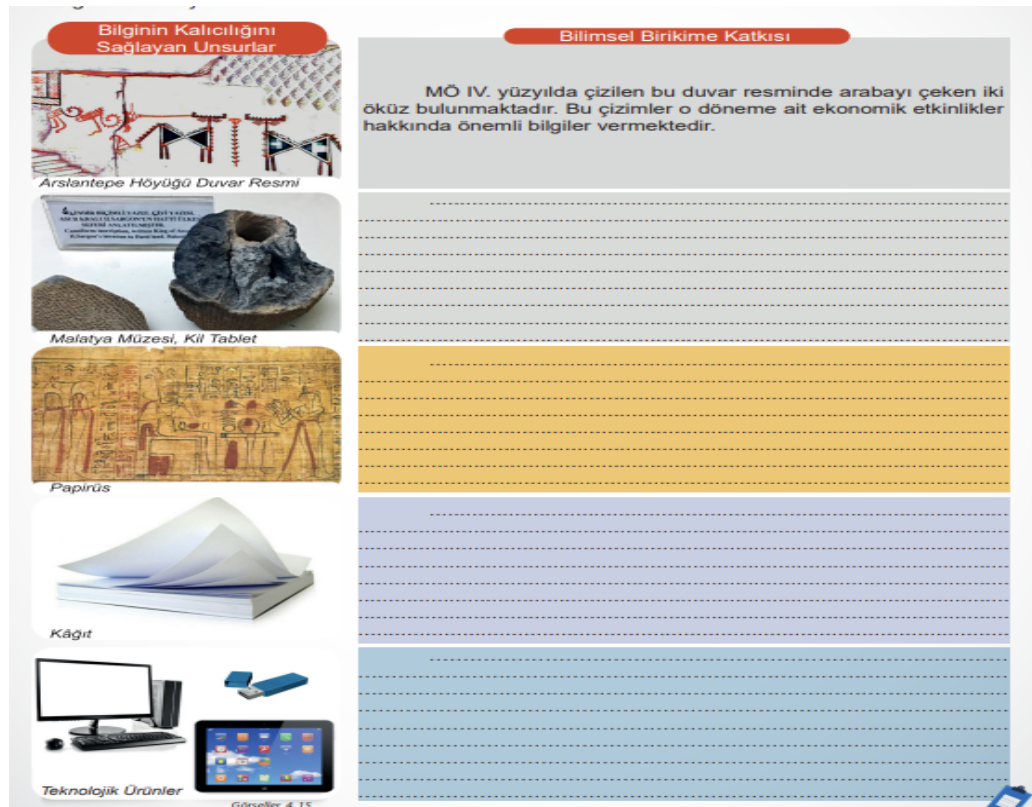 Bilginin Kalıcılığını
Sağlayan Unsurlar
Bilimsel Birikime Katkısı
MÖ IV. yüzyılda çizilen bu duvar resminde arabayı çeken iki
öküz bulunmaktadır. Bu çizimler o döneme ait ekonomik etkinlikler
hakkında önemli bilgiler vermektedir.
Arslantepe Höyüğü Duvar Resmi
Malatya Müzesi, Kil Tablet
Papirüs
Kâğıt
Teknolojik Ürünler
Görseller 4.15